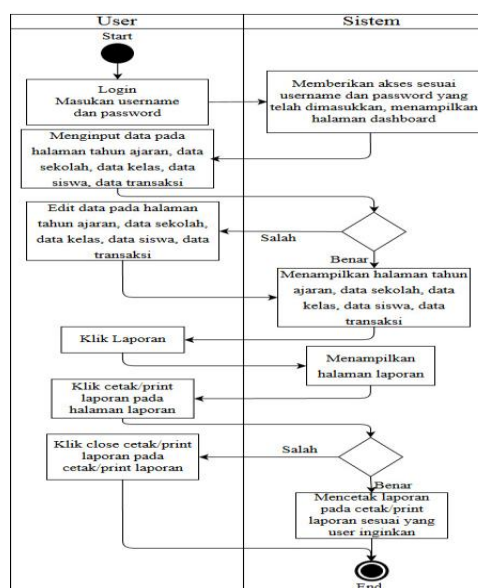 User
Sistem
Start
Login
Masukan username
dan password
Memberikan akses sesuai
username dan password yang
telah dimasukkan, menampilkan
halaman dashboard
Menginput data pada
halaman tahun ajaran, data
sekolah, data kelas, data
siswa, data transaksi
Edit data pada halaman
tahun ajaran, data sekolah,
data kelas, data siswa, data
transaksi
Salah
Benar
Menampilkan halaman tahun
ajaran, data sekolah, data
kelas, data siswa, data
transaksi
Klik Laporan
Menampilkan
halaman laporan
Klik cetak/print
laporan pada
halaman laporan
Klik close cetak/print
laporan pada
cetak/print laporan
Salah
Benar
Mencetak laporan
pada cetak/print
laporan sesuai yang
user inginkan
End